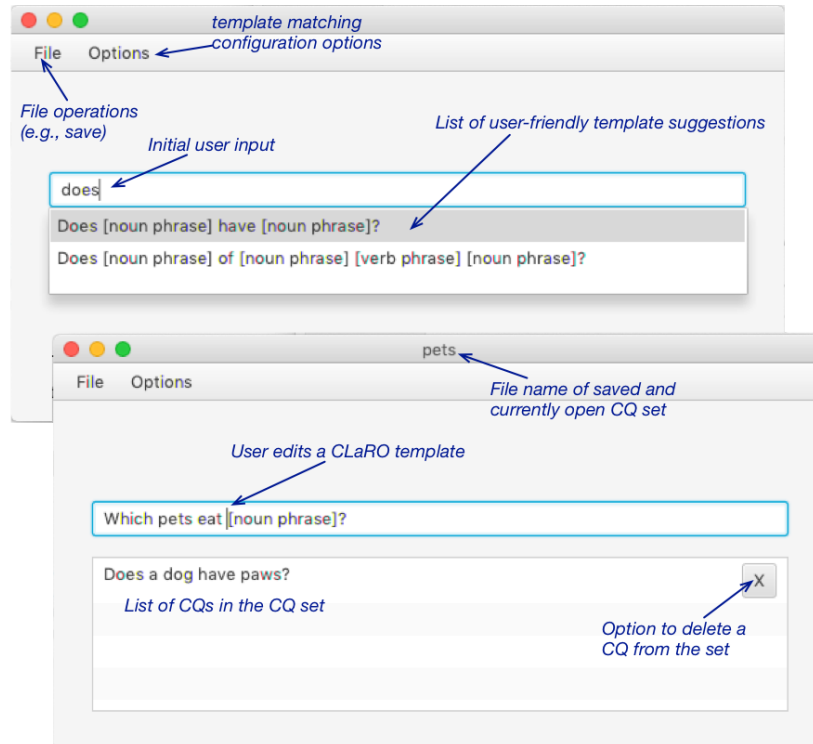 template matching
configuration options
File Options
File operations
(e.g., save)
Initial user input
List of user-friendly template suggestions
does
Does [noun phrase] have [noun phrase]?
Does [noun phrase] of [noun phrase] [verb phrase] [noun phrase]?
pets
File Options
File name of saved and
currently open CQ set
User edits a CLaRO template
Which pets eat [noun phrase]?
Does a dog have paws?
X
List of CQs in the CQ set
Option to delete a
CQ from the set